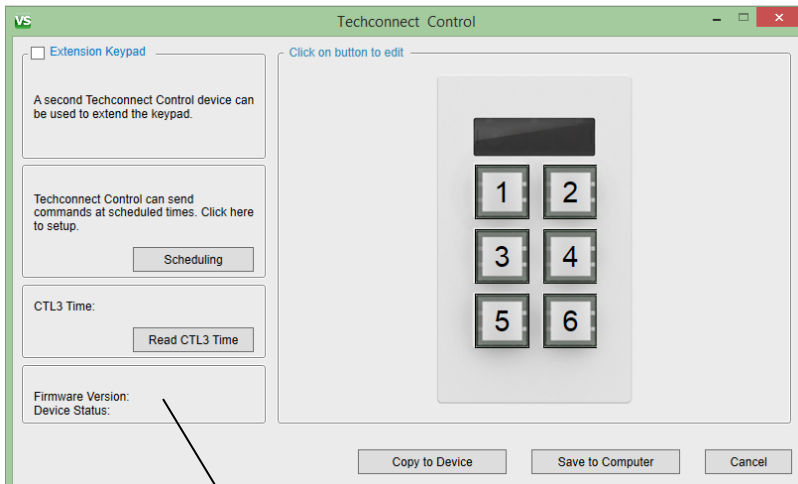 VS
Techconnect Control
Extension Keypad
A second Techconnect Control device can
be used to extend the keypad.
Techconnect Control can send
commands at scheduled times. Click here
to setup.
Scheduling
CTL3 Time:
Read CTL3 Time
Firmware Version:
Device Status:
Click on button to edit
1 2
3 4
5 6
Copy to Device Save to Computer Cancel